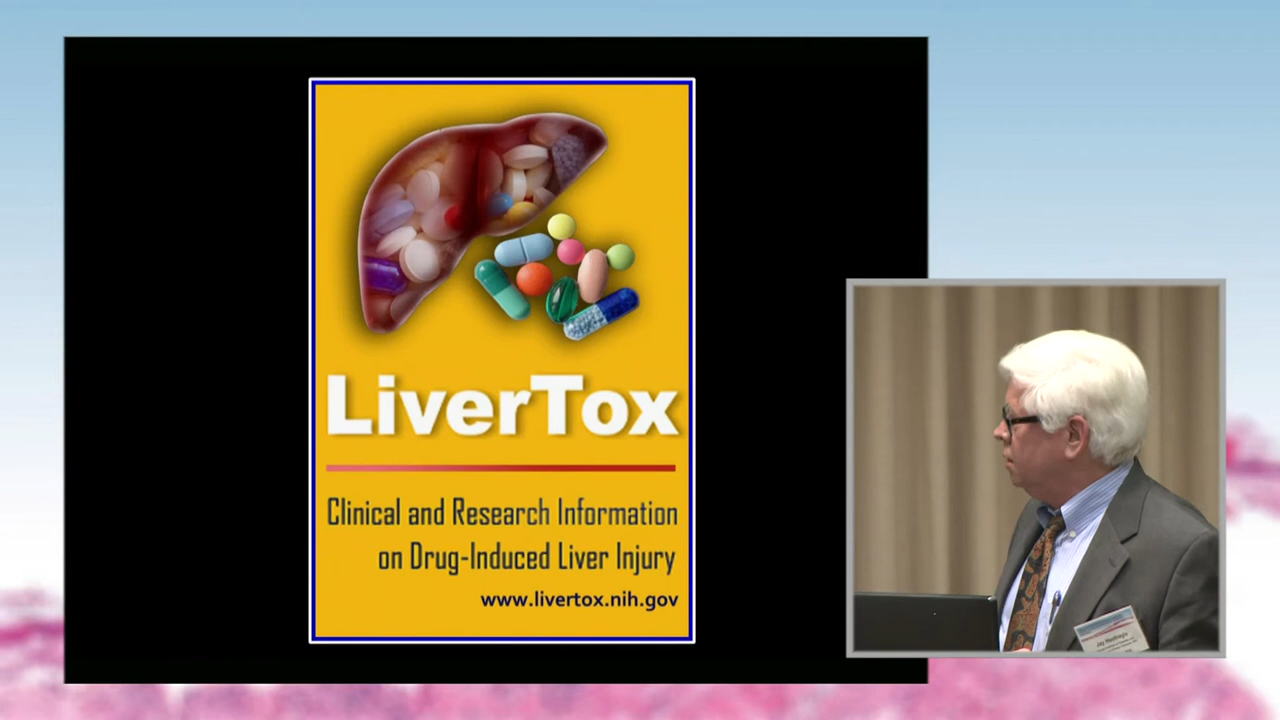 LiverTox
Clinical and Research Information
on Drug-Induced Liver Injury
www.livertox.nih.gov